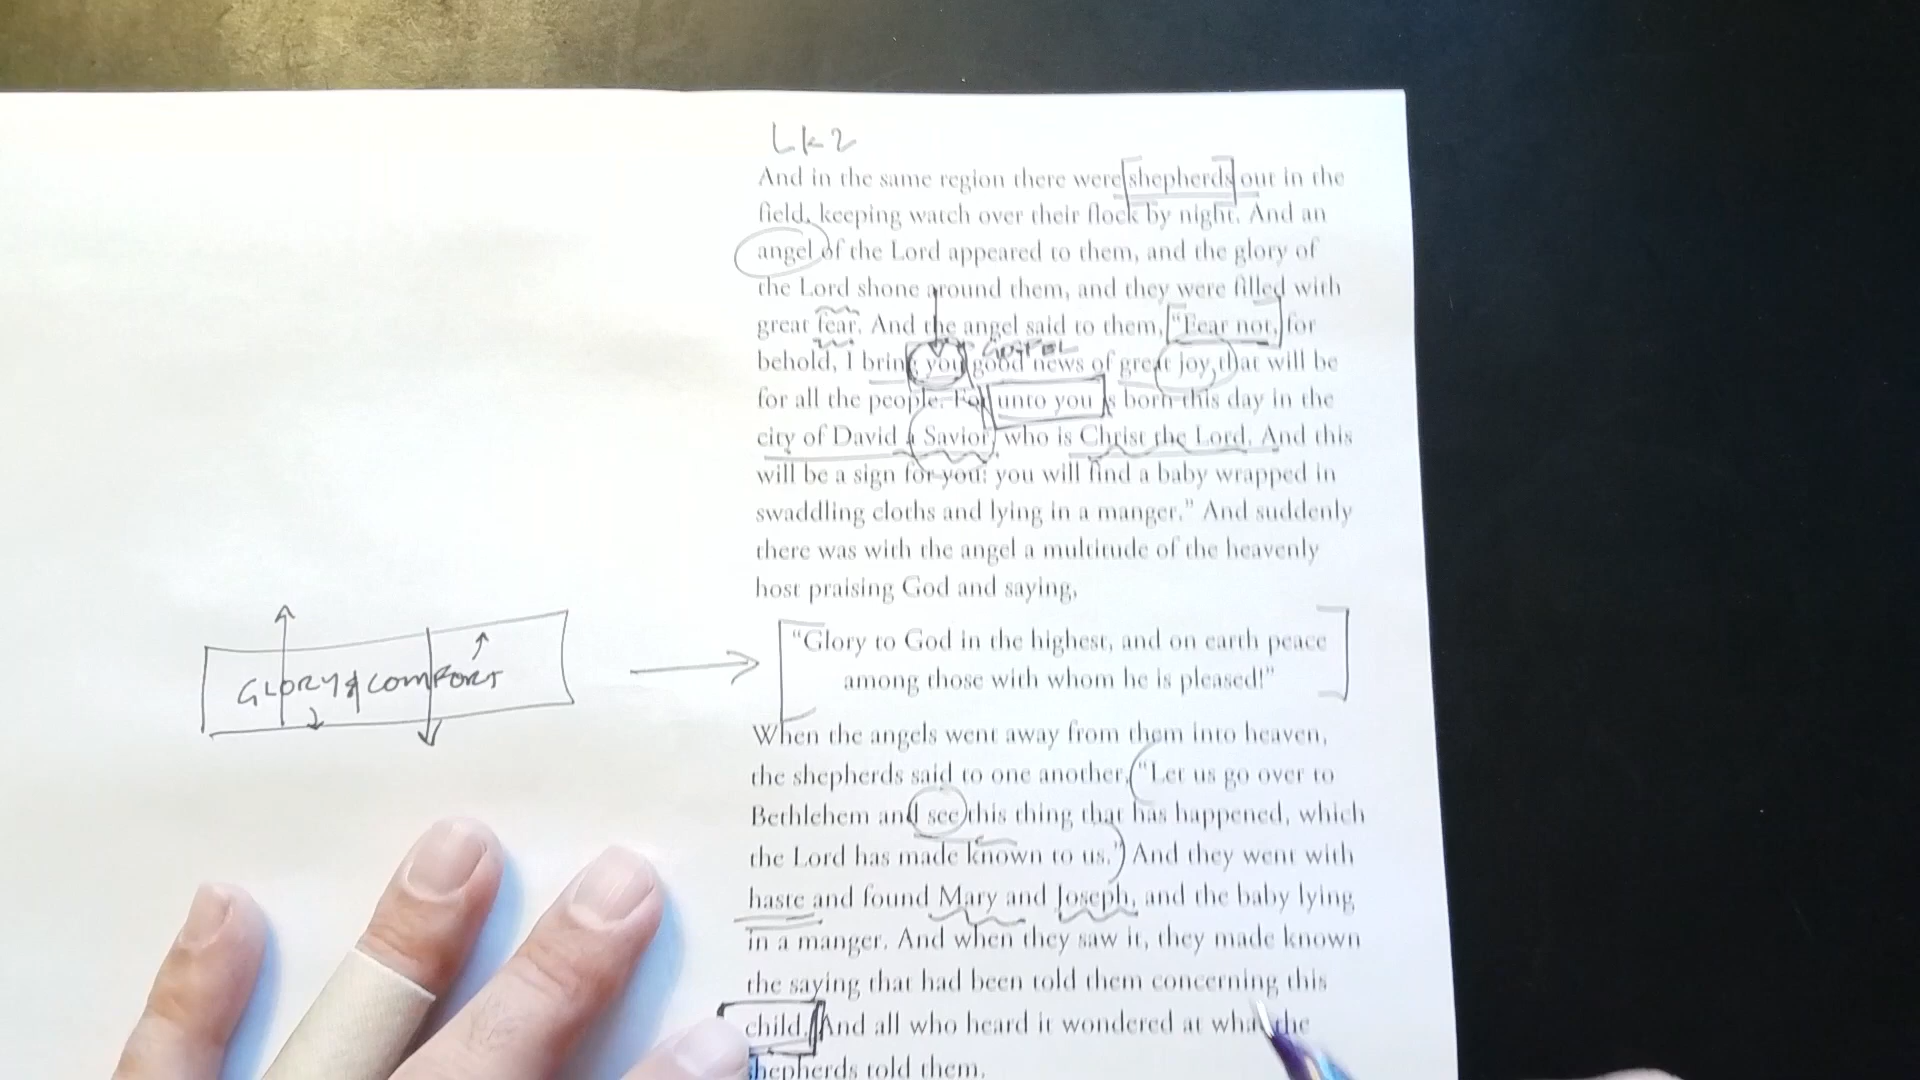 Lk 2
And in the same region there were shepherds out in the
field, keeping watch over their flock by night. And an
angel of the Lord appeared to them, and the glory of
the Lord shone around them, and they were filled with
great fear. And the angel said to them, “Fear not, for
GOSPEL
behold, I bring you good news of great joy that will be
for all the people. For unto you is born this day in the
city of David a Savior, who is Christ the Lord. And this
will be a sign for you: you will find a baby wrapped in
swaddling cloths and lying in a manger.” And suddenly
there was with the angel a multitude of the heavenly
host praising God and saying,
“Glory to God in the highest, and on earth peace
among those with whom he is pleased!”
GLORY & COMFORT
When the angels went away from them into heaven,
the shepherds said to one another, “Let us go over to
Bethlehem and see this thing that has happened, which
the Lord has made known to us.” And they went with
haste and found Mary and Joseph, and the baby lying
in a manger. And when they saw it, they made known
the saying that had been told them concerning this
child. And all who heard it wondered at what the
shepherds told them.